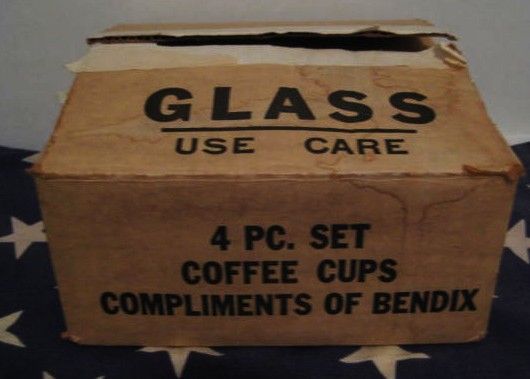 GLASS
USE CARE
4 PC. SET
COFFEE CUPS
COMPLIMENTS OF BENDIX